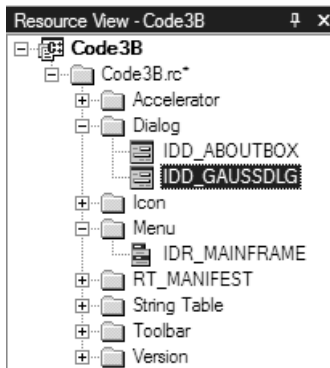 Resource View - Code3B
Code3B
Code3B.rc*
Accelerator
Dialog
IDD_ABOUTBOX
IDD_GAUSSDLG
Icon
Menu
IDR_MAINFRAME
RT_MANIFEST
String Table
Toolbar
Version